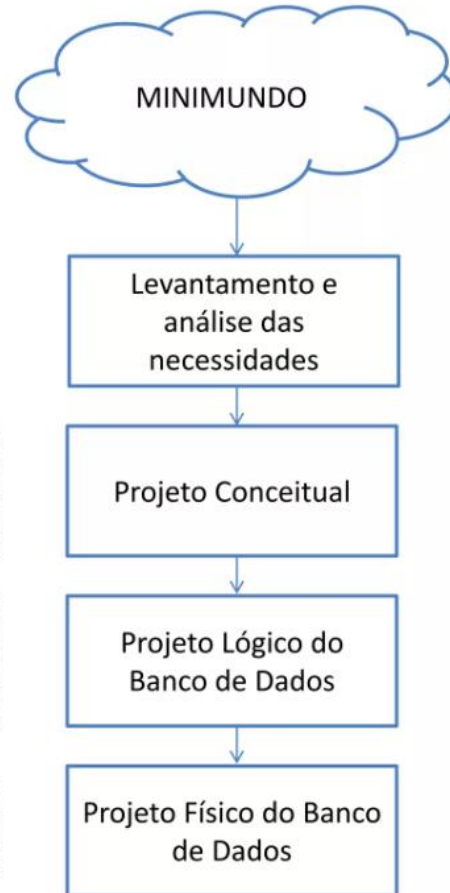 MINIMUNDO
Levantamento e
análise das
necessidades
Projeto Conceitual
Projeto Lógico do
Banco de Dados
Projeto Físico do Banco
de Dados